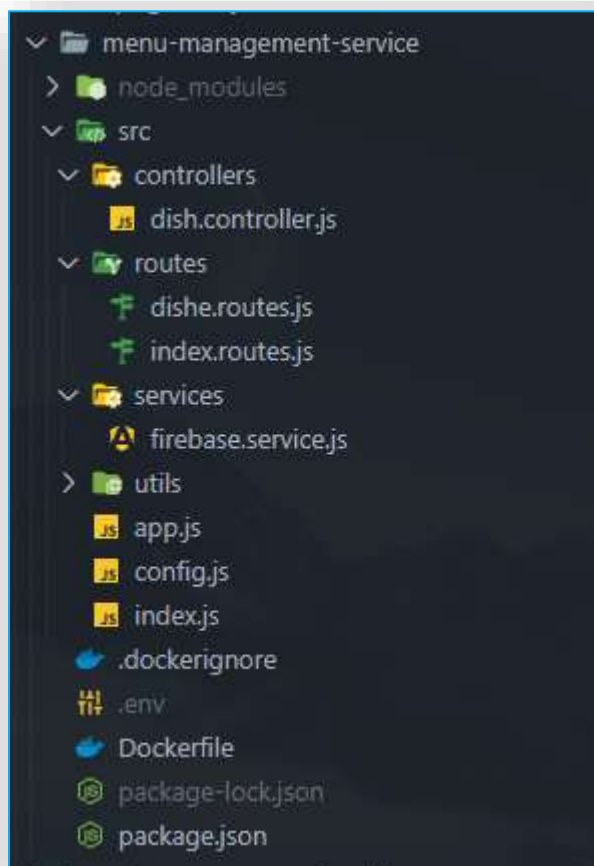 menu-management-service
node_modules
src
controllers
dish.controller.js
routes
dishe.routes.js
index.routes.js
services
firebase.service.js
utils
app.js
config.js
index.js
.dockerignore
.env
Dockerfile
package-lock.json
package.json